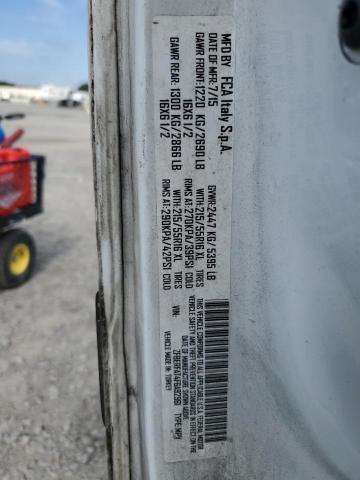 MFD BY FCA Italy S.p.A.
DATE OF MFR: 7/15 GVWR: 2447 KG/5395 LB
GAWR FRONT: 1220 KG/2690 LB WITH: 215/55R16 XL TIRES
16X6 1/2 RIMS AT: 270KPA/39PSI COLD
GAWR REAR: 1300 KG/2866 LB WITH: 215/55R16 XL TIRES
16X6 1/2 RIMS AT: 290KPA/42PSI COLD
THIS VEHICLE CONFORMS TO ALL APPLICABLE U.S.A. FEDERAL MOTOR
VEHICLE SAFETY AND THEFT PREVENTION STANDARDS IN EFFECT ON THE
DATE OF MANUFACTURE SHOWN ABOVE
VIN: TYPE: MPV
VEHICLE MADE IN: TURKEY